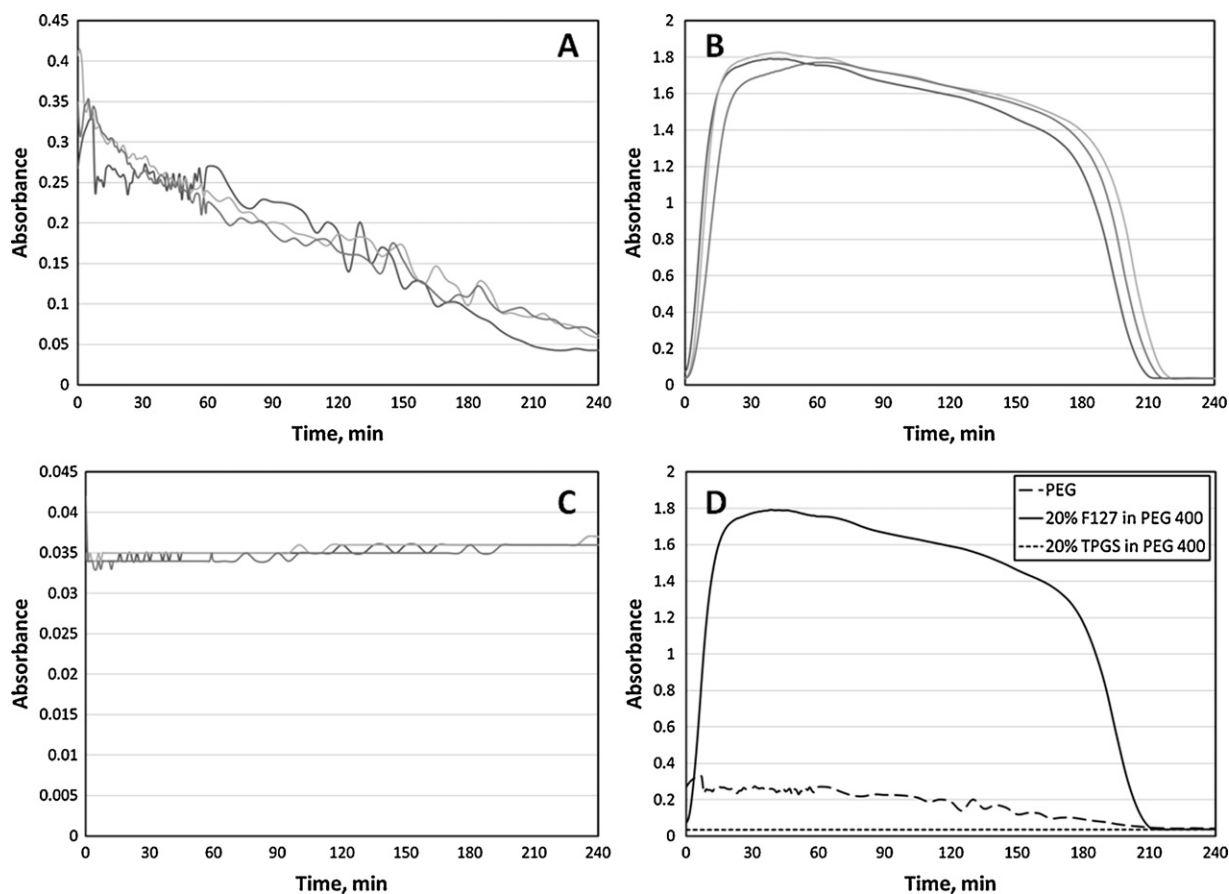 A
0.45
0.4
0.35
0.3
0.25
0.2
0.15
0.1
0.05
0
Absorbance
0 30 60 90 120 150 180 210 240
Time, min
B
2
1.8
1.6
1.4
1.2
1
0.8
0.6
0.4
0.2
0
Absorbance
0 30 60 90 120 150 180 210 240
Time, min
C
0.045
0.04
0.035
0.03
0.025
0.02
0.015
0.01
0.005
0
Absorbance
0 30 60 90 120 150 180 210 240
Time, min
D
PEG
20% F127 in PEG 400
20% TPGS in PEG 400
2
1.8
1.6
1.4
1.2
1
0.8
0.6
0.4
0.2
0
Absorbance
0 30 60 90 120 150 180 210 240
Time, min